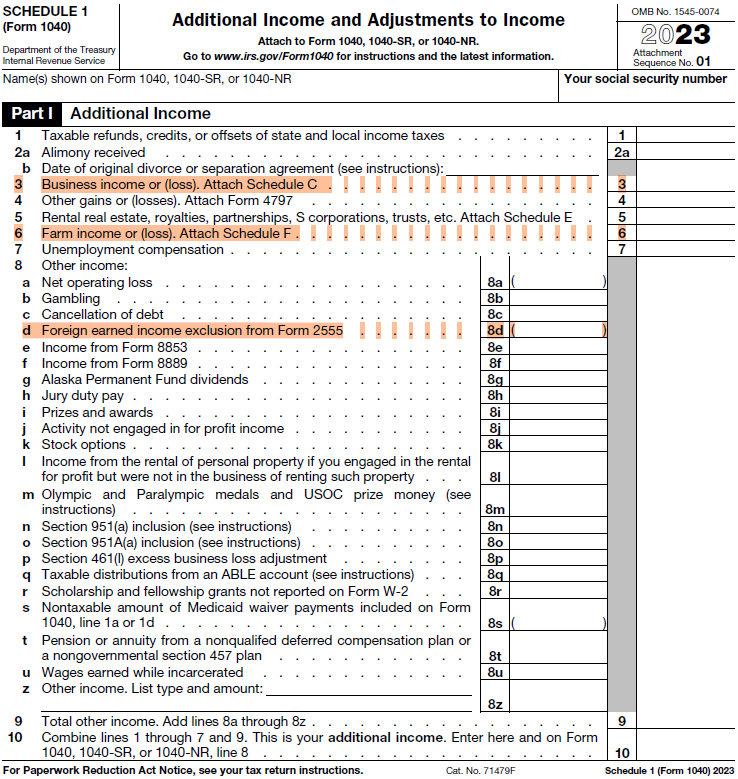 SCHEDULE 1
(Form 1040)
Department of the Treasury
Internal Revenue Service
Additional Income and Adjustments to Income
Attach to Form 1040, 1040-SR, or 1040-NR.
Go to www.irs.gov/Form1040 for instructions and the latest information.
OMB No. 1545-0074
2023
Attachment
Sequence No. 01
Name(s) shown on Form 1040, 1040-SR, or 1040-NR
Your social security number
Part I Additional Income
1 Taxable refunds, credits, or offsets of state and local income taxes . . . . . . . . . 1
2a Alimony received . . . . . . . . . . . . . . . . . . . . . . . . 2a
b Date of original divorce or separation agreement (see instructions):
3 Business income or (loss). Attach Schedule C . . . . . . . . . . . . . . . . . 3
4 Other gains or (losses). Attach Form 4797 . . . . . . . . . . . . . . . . . . 4
5 Rental real estate, royalties, partnerships, S corporations, trusts, etc. Attach Schedule E . 5
6 Farm income or (loss). Attach Schedule F . . . . . . . . . . . . . . . . . . . 6
7 Unemployment compensation . . . . . . . . . . . . . . . . . . . . . . . 7
8 Other income:
a Net operating loss . . . . . . . . . . . . . . . . . 8a ( )
b Gambling . . . . . . . . . . . . . . . . . . . . 8b
c Cancellation of debt . . . . . . . . . . . . . . . . 8c
d Foreign earned income exclusion from Form 2555 . . . . . . 8d ( )
e Income from Form 8853 . . . . . . . . . . . . . . . 8e
f Income from Form 8889 . . . . . . . . . . . . . . . 8f
g Alaska Permanent Fund dividends . . . . . . . . . . . 8g
h Jury duty pay . . . . . . . . . . . . . . . . . . . 8h
i Prizes and awards . . . . . . . . . . . . . . . . . 8i
j Activity not engaged in for profit income . . . . . . . . . 8j
k Stock options . . . . . . . . . . . . . . . . . . . 8k
l Income from the rental of personal property if you engaged in the rental
for profit but were not in the business of renting such property . . . 8l
m Olympic and Paralympic medals and USOC prize money (see
instructions) . . . . . . . . . . . . . . . . . . . 8m
n Section 951(a) inclusion (see instructions) . . . . . . . . 8n
o Section 951A(a) inclusion (see instructions) . . . . . . . . 8o
p Section 461(l) excess business loss adjustment . . . . . . . 8p
q Taxable distributions from an ABLE account (see instructions) . . . 8q
r Scholarship and fellowship grants not reported on Form W-2 . . . 8r
s Nontaxable amount of Medicaid waiver payments included on Form
1040, line 1a or 1d . . . . . . . . . . . . . . . . . 8s ( )
t Pension or annuity from a nonqualifed deferred compensation plan or
a nongovernmental section 457 plan . . . . . . . . . . 8t
u Wages earned while incarcerated . . . . . . . . . . . . 8u
z Other income. List type and amount:
8z
9 Total other income. Add lines 8a through 8z . . . . . . . . . . . . . . . . . . 9
10 Combine lines 1 through 7 and 9. This is your additional income. Enter here and on Form
1040, 1040-SR, or 1040-NR, line 8 . . . . . . . . . . . . . . . . . . . . . 10
For Paperwork Reduction Act Notice, see your tax return instructions.
Cat. No. 71479F
Schedule 1 (Form 1040) 2023